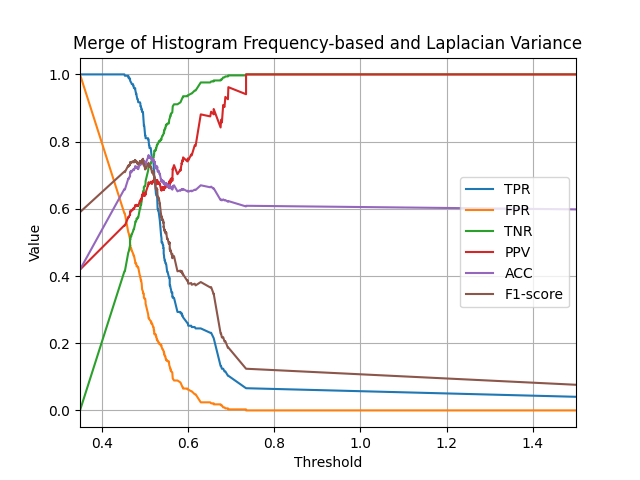 Merge of Histogram Frequency-based and Laplacian Variance
1.0
0.8
0.6
0.4
0.2
0.0
Value
TPR
FPR
TNR
PPV
ACC
F1-score
0.4 0.6 0.8 1.0 1.2 1.4
Threshold